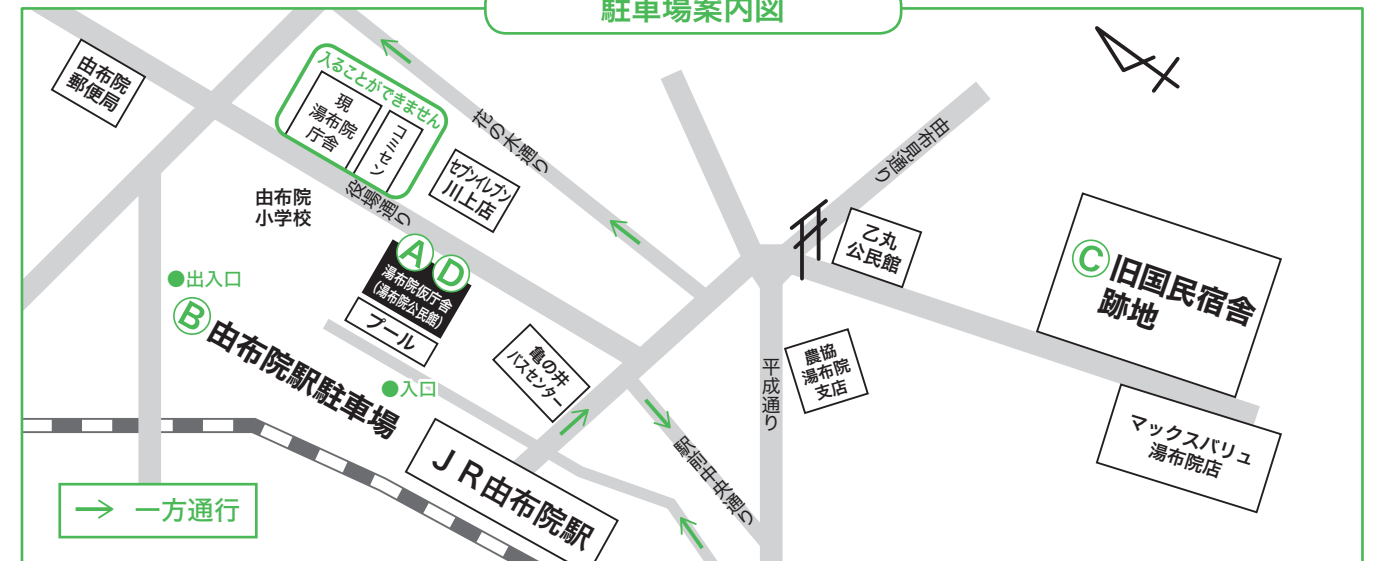 駐車場案内図
由布院
郵便局
入ることができません
現
湯布院
庁舎
コミセン
花の木通り
セブンイレブン
川上店
役場通り
由布院
小学校
A D
湯布院仮庁舎
(湯布院公民館)
プール
●出入口
B 由布院駅駐車場
●入口
亀の井
バスセンター
JR由布院駅
駅前中央通り
平成通り
由布見通り
乙丸
公民館
農協
湯布院
支店
C 旧国民宿舎
跡地
マックスバリュ
湯布院店
→ 一方通行